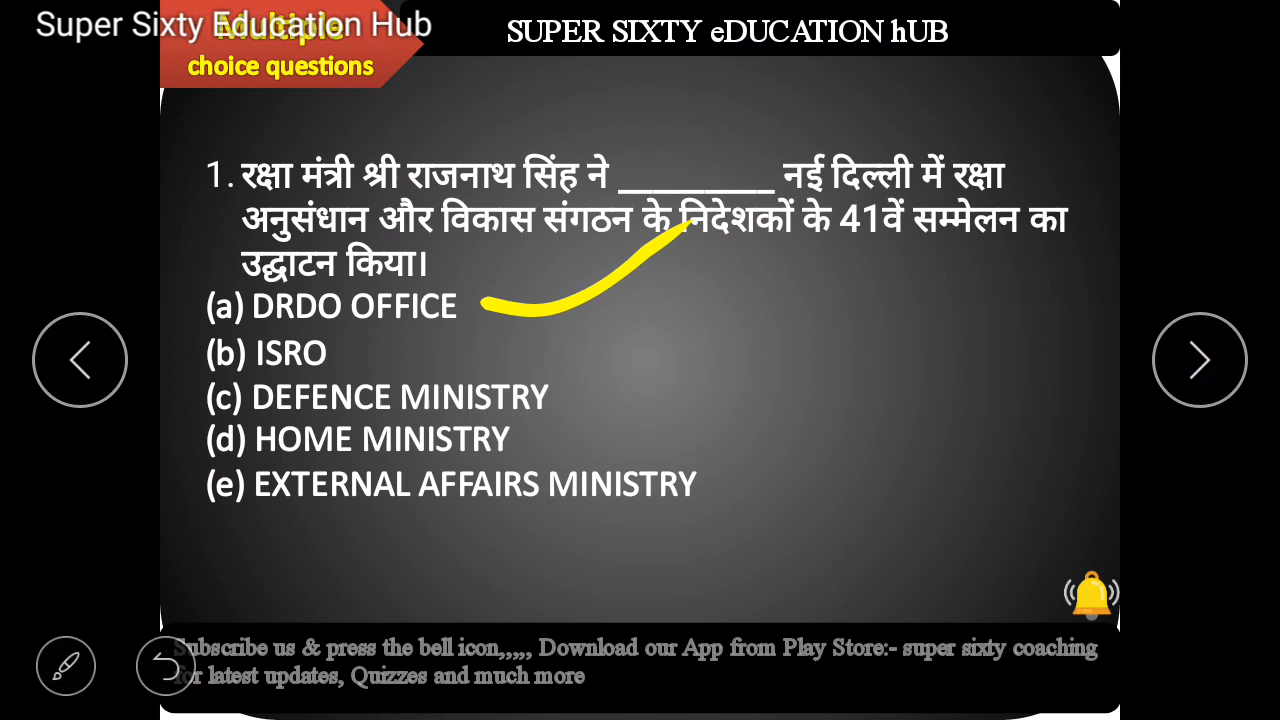 Super Sixty Education Hub
Multiple
choice questions
SUPER SIXTY eDUCATION hUB
1. रक्षा मंत्री श्री राजनाथ सिंह ने _________ नई दिल्ली में रक्षा
अनुसंधान और विकास संगठन के निदेशकों के 41वें सम्मेलन का
उद्घाटन किया।
(a) DRDO OFFICE
(b) ISRO
(c) DEFENCE MINISTRY
(d) HOME MINISTRY
(e) EXTERNAL AFFAIRS MINISTRY
Subscribe us & press the bell icon,,,,, Download our App from Play Store:- super sixty coaching
for latest updates, Quizzes and much more